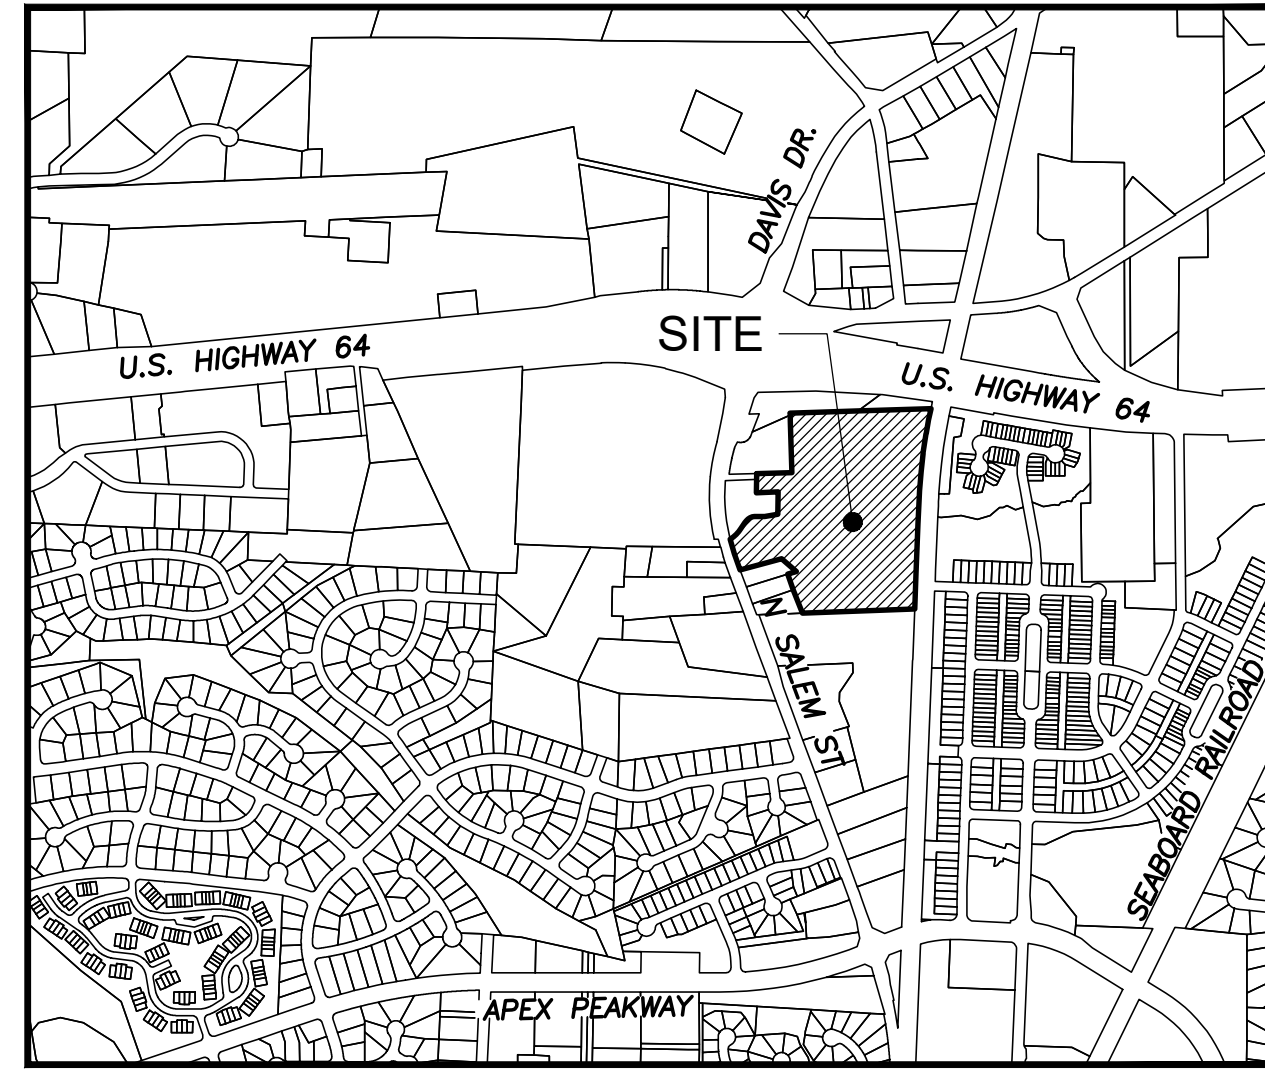 DAVIS DR.
SITE
U.S. HIGHWAY 64
U.S. HIGHWAY 64
N SALEM ST
SEABOARD RAILROAD
APEX PEAKWAY